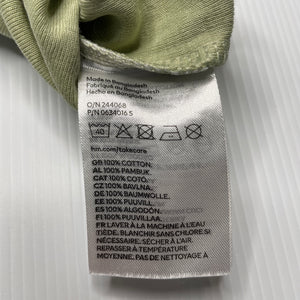 Made in Bangladesh
Fabriqué au Bangladesh
Hecho en Bangladesh
O/N 244068
P/N 0634016 S
40
hm.com/takecare
GB 100% COTTON.
AL 100% PAMBUK.
CAT 100% COTÓ.
CZ 100% BAVLNA.
DE 100% BAUMWOLLE.
EE 100% PUUVILL.
ES 100% ALGODÓN.
FI 100% PUUVILLAA.
FR LAVER À LA MACHINE À L'EAU
TIÈDE. BLANCHIR SANS CHLORE SI
NÉCESSAIRE. SÉCHER À L'AIR.
REPASSER À TEMPÉRATURE
MOYENNE. PAS DE NETTOYAGE À